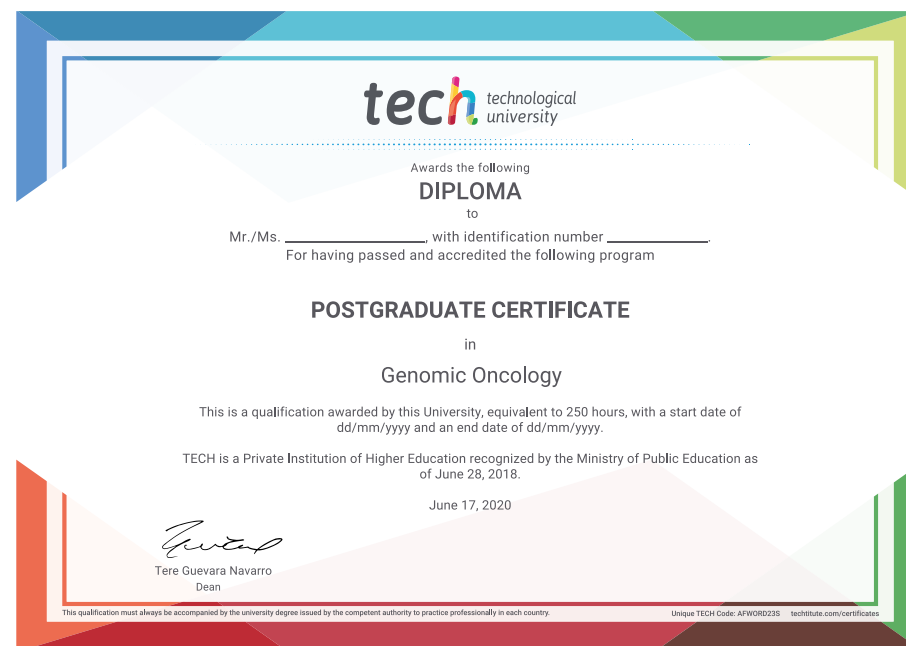 tech technological
university
Awards the following
DIPLOMA
to
Mr./Ms. ____________________, with identification number ______________.
For having passed and accredited the following program
POSTGRADUATE CERTIFICATE
in
Genomic Oncology
This is a qualification awarded by this University, equivalent to 250 hours, with a start date of
dd/mm/yyyy and an end date of dd/mm/yyyy.
TECH is a Private Institution of Higher Education recognized by the Ministry of Public Education as
of June 28, 2018.
June 17, 2020
Tere Guevara Navarro
Dean
This qualification must always be accompanied by the university degree issued by the competent authority to practice professionally in each country.
Unique TECH Code: AFWORD23S techtitute.com/certificates